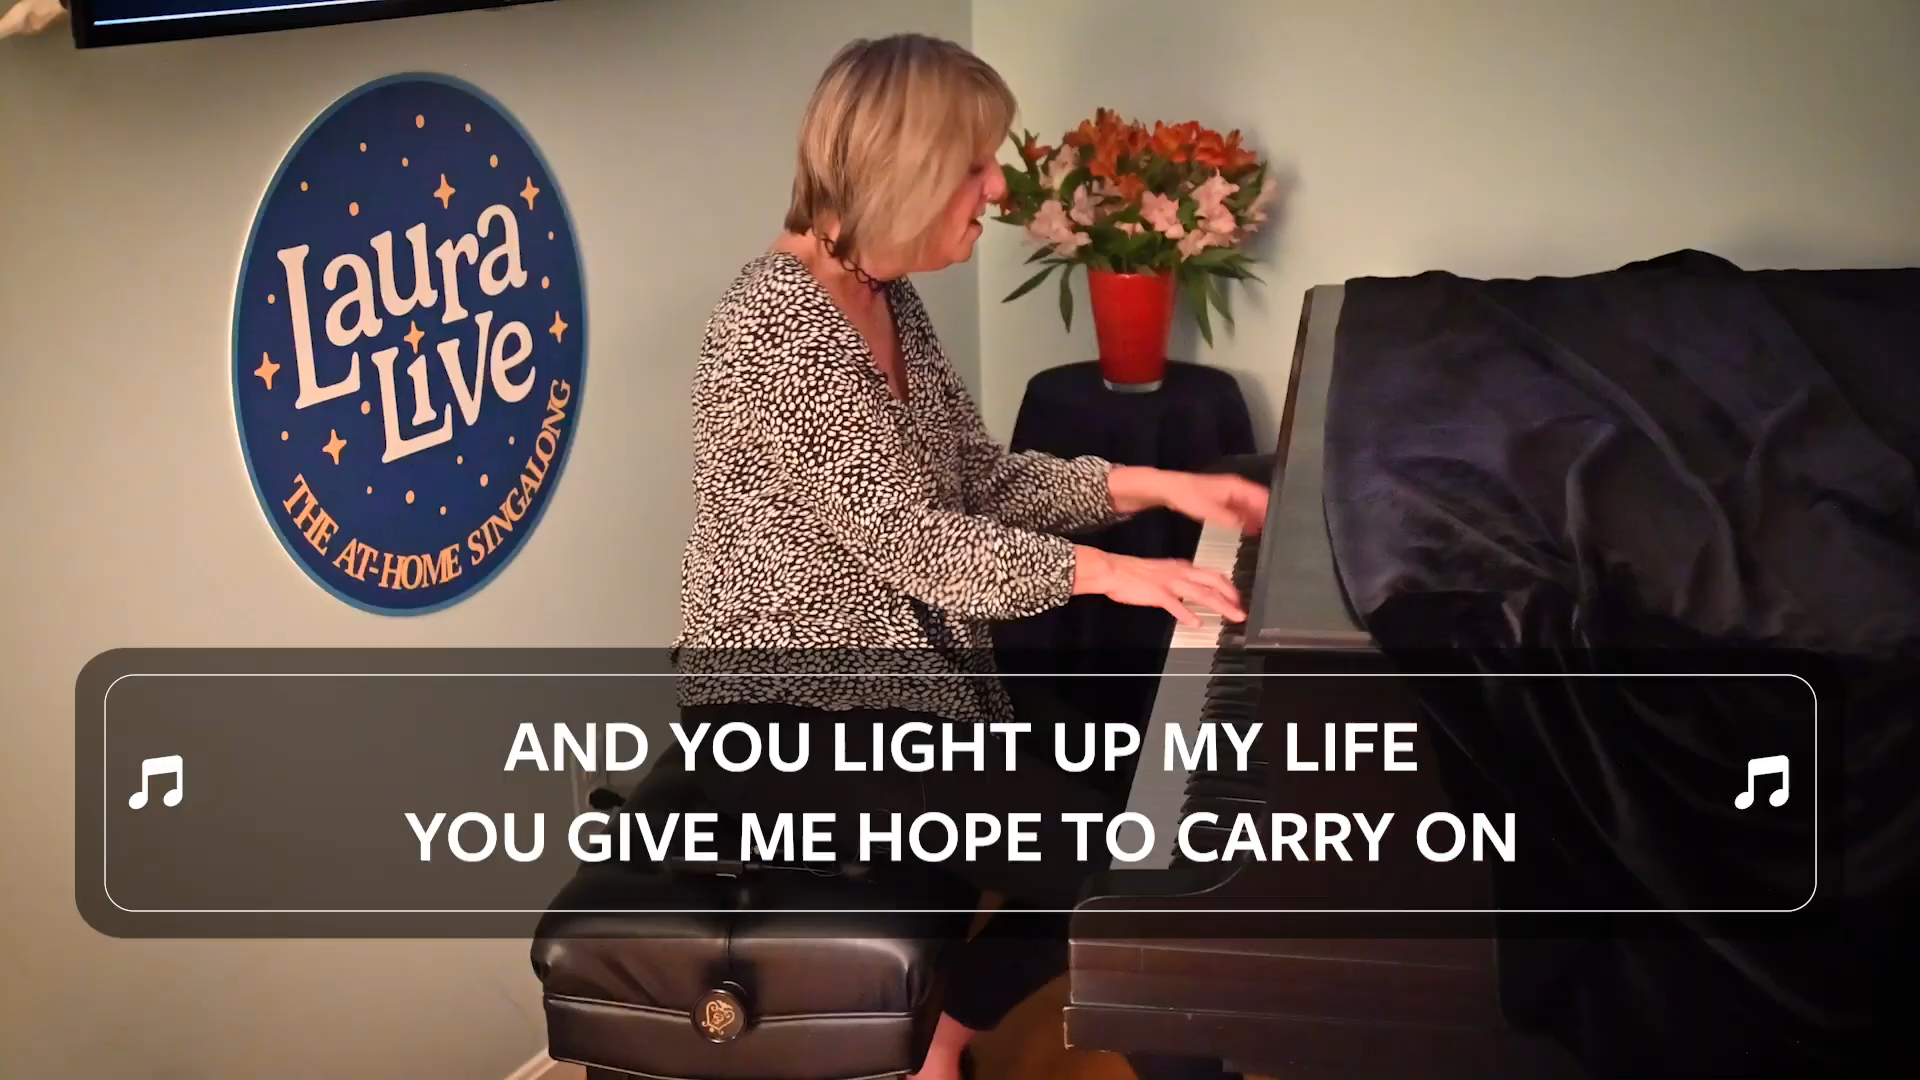 Laura
Live
THE AT-HOME SINGALONG
AND YOU LIGHT UP MY LIFE
YOU GIVE ME HOPE TO CARRY ON